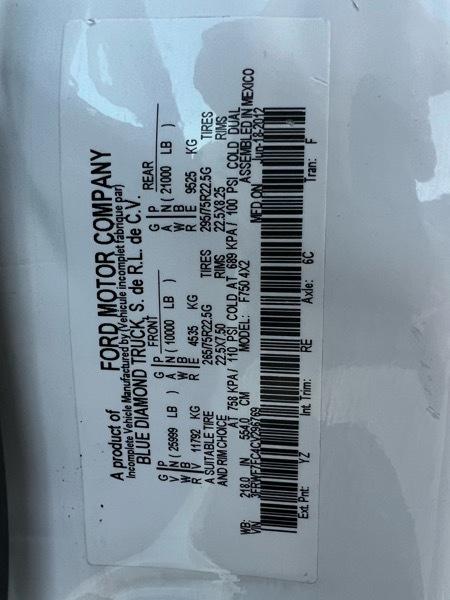 A product of FORD MOTOR COMPANY
Incomplete Vehicle Manufactured by (Vehicule incomplet fabrique par)
BLUE DIAMOND TRUCK, S. de R.L. de C.V.
G P FRONT G P REAR
V N ( 25999 LB ) A N ( 10000 LB ) A N ( 21000 LB )
W B W B
R V 11792 KG R E 4535 KG R E 9525 KG
A SUITABLE TIRE 265/75R22.5G TIRES 295/75R22.5G TIRES
AND RIM CHOICE 22.5X7.50 RIMS 22.5X8.25 RIMS
AT 758 KPA/ 110 PSI COLD AT 689 KPA/ 100 PSI COLD DUAL
WB: 218.0 IN 554.0 CM MODEL: F750 4X2 ASSEMBLED IN MEXICO
VIN MFD ON Jun-18-2012
Ext. Pnt: YZ Int. Trim: RE Axle: 6C Tran: F